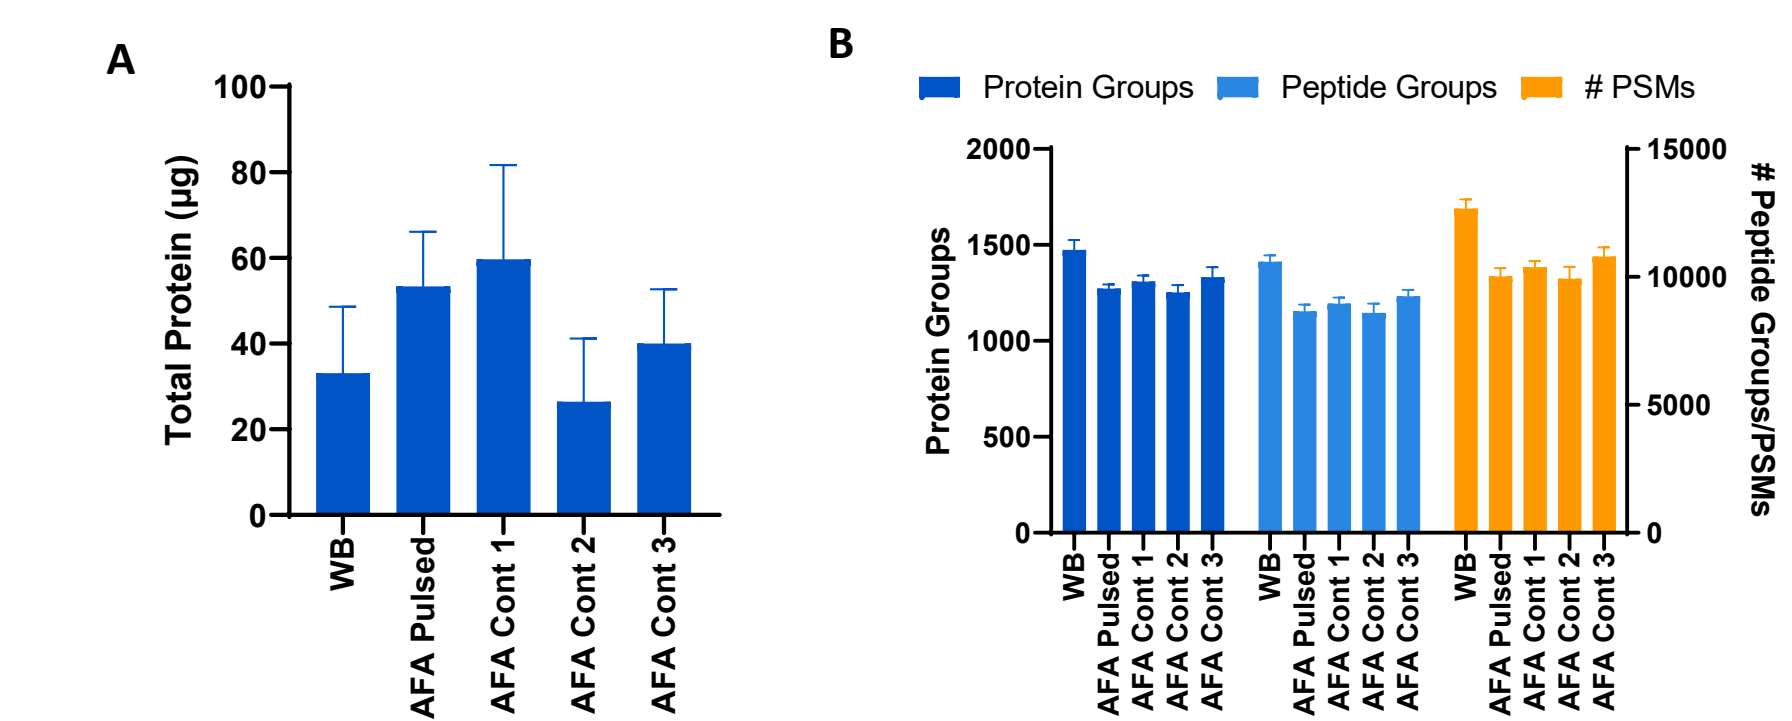 A
100
80
60
40
20
0
Total Protein (µg)
WB
AFA Pulsed
AFA Cont 1
AFA Cont 2
AFA Cont 3
B
Protein Groups
Peptide Groups
# PSMs
2000
1500
1000
500
0
Protein Groups
15000
10000
5000
0
# Peptide Groups/PSMs
WB
AFA Pulsed
AFA Cont 1
AFA Cont 2
AFA Cont 3
WB
AFA Pulsed
AFA Cont 1
AFA Cont 2
AFA Cont 3
WB
AFA Pulsed
AFA Cont 1
AFA Cont 2
AFA Cont 3